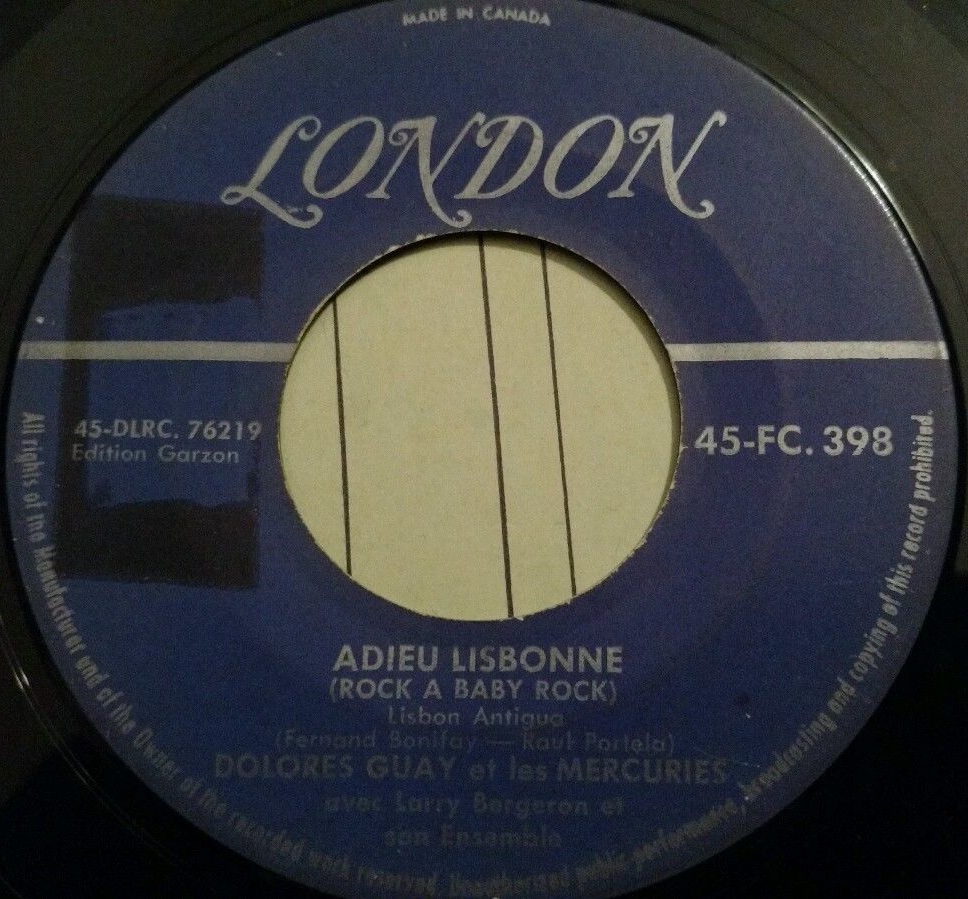 MADE IN CANADA
LONDON
45-DLRC. 76219
Edition Garzon
45-FC. 398
ADIEU LISBONNE
(ROCK A BABY ROCK)
Lisbon Antigua
(Fernand Bonifay — Raul Portela)
DOLORES GUAY et les MERCURIES
avec Larry Bergeron et
son Ensemble
All rights of the Manufacturer and of the Owner of the recorded work reserved. Unauthorized public performance, broadcasting and copying of this record prohibited.